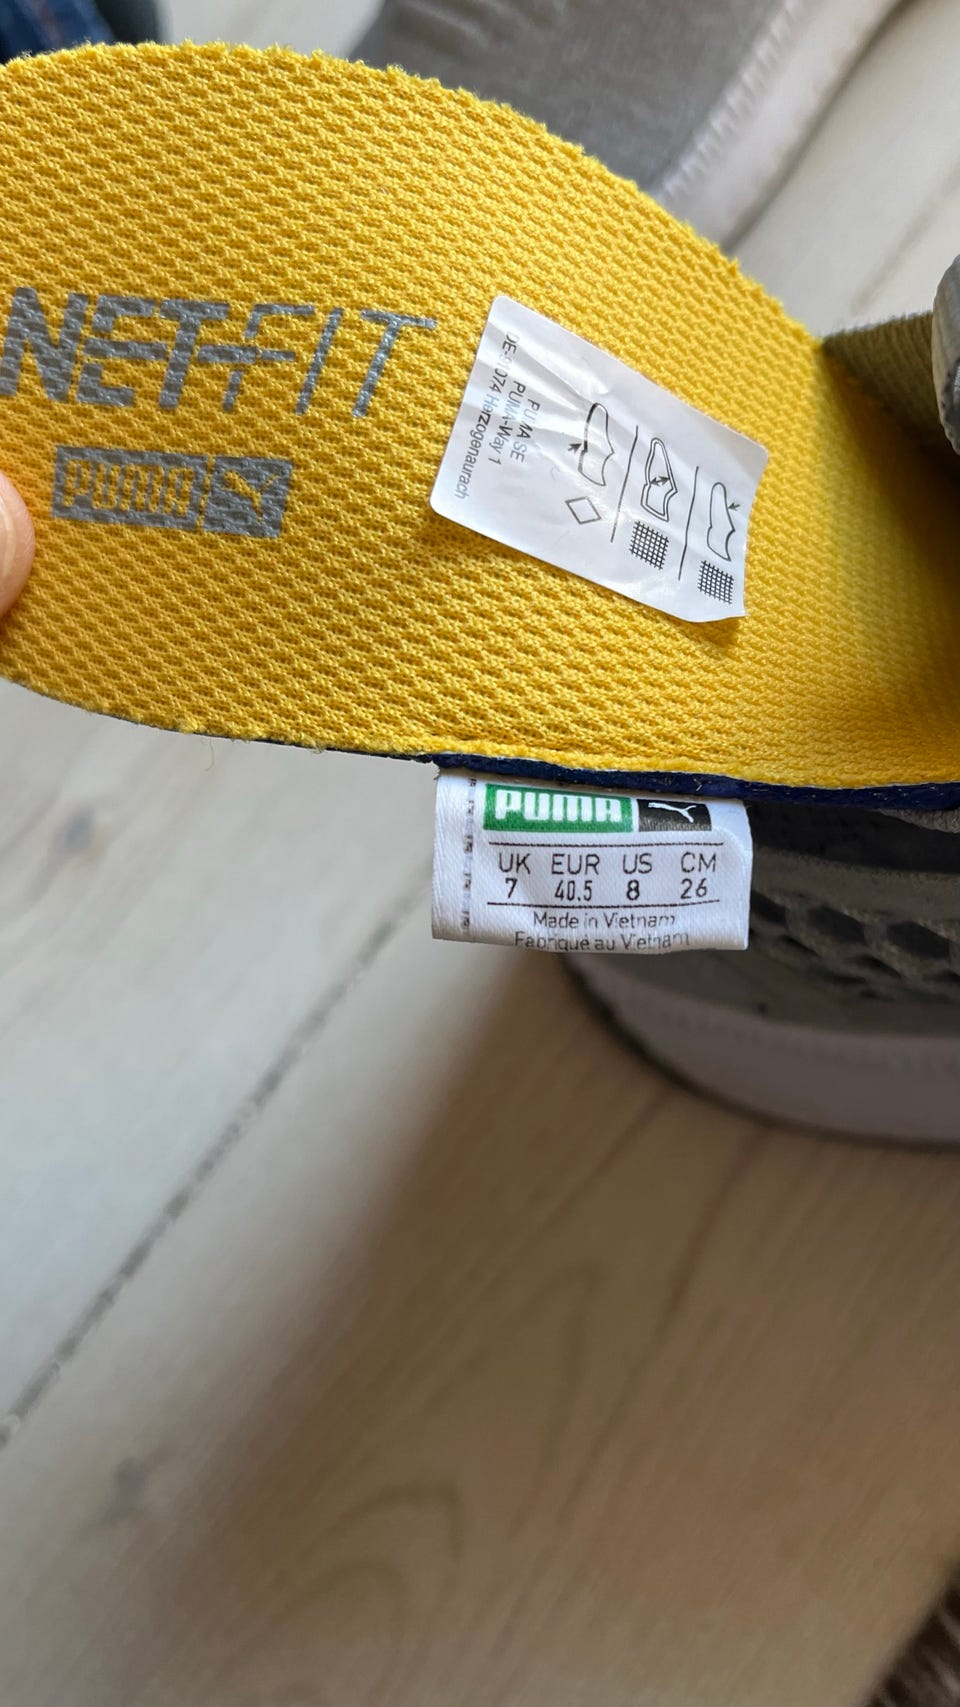 NETFIT
PUMA
PUMA SE
PUMA-Way 1
DE-91074 Herzogenaurach
PUMA
UK EUR US CM
7 40.5 8 26
Made in Vietnam
Fabriqué au Vietnam